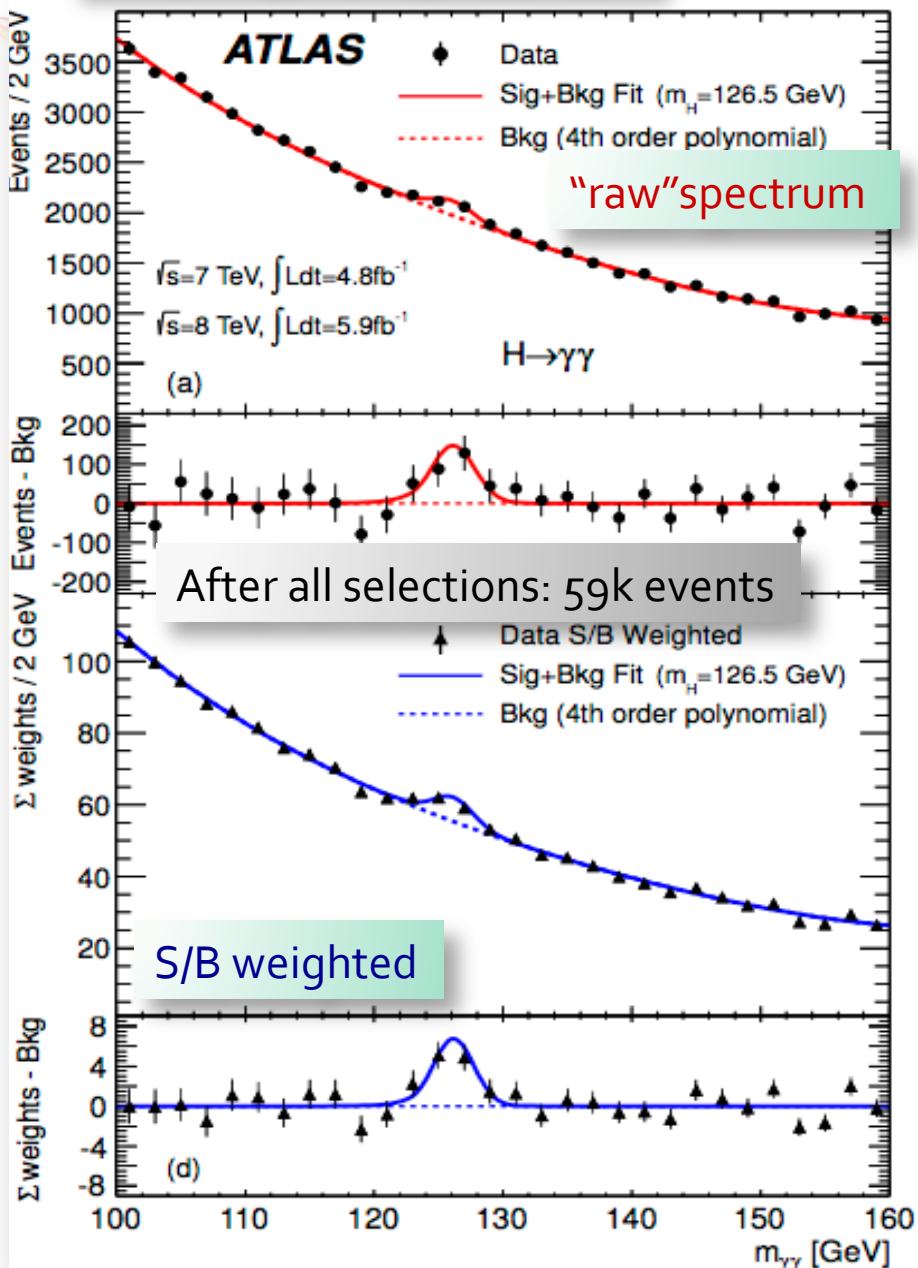 ATLAS
Data
Sig+Bkg Fit (m_H=126.5 GeV)
Bkg (4th order polynomial)
"raw"spectrum
Events / 2 GeV
3500
3000
2500
2000
1500
1000
500
√s=7 TeV, ∫Ldt=4.8fb⁻¹
√s=8 TeV, ∫Ldt=5.9fb⁻¹
H→γγ
(a)
Events - Bkg
200
100
0
-100
-200
After all selections: 59k events
Data S/B Weighted
Sig+Bkg Fit (m_H=126.5 GeV)
Bkg (4th order polynomial)
Σ weights / 2 GeV
100
80
60
40
20
S/B weighted
Σ weights - Bkg
8
4
0
-4
-8
(d)
100 110 120 130 140 150 160
m_γγ [GeV]